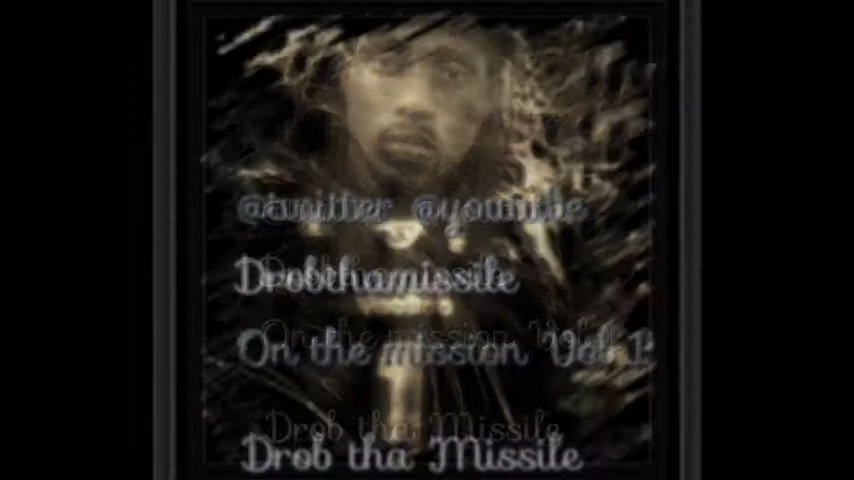 @twitter @youtube
Drobthamissile
On the mission Vol 1
Drob tha Missile